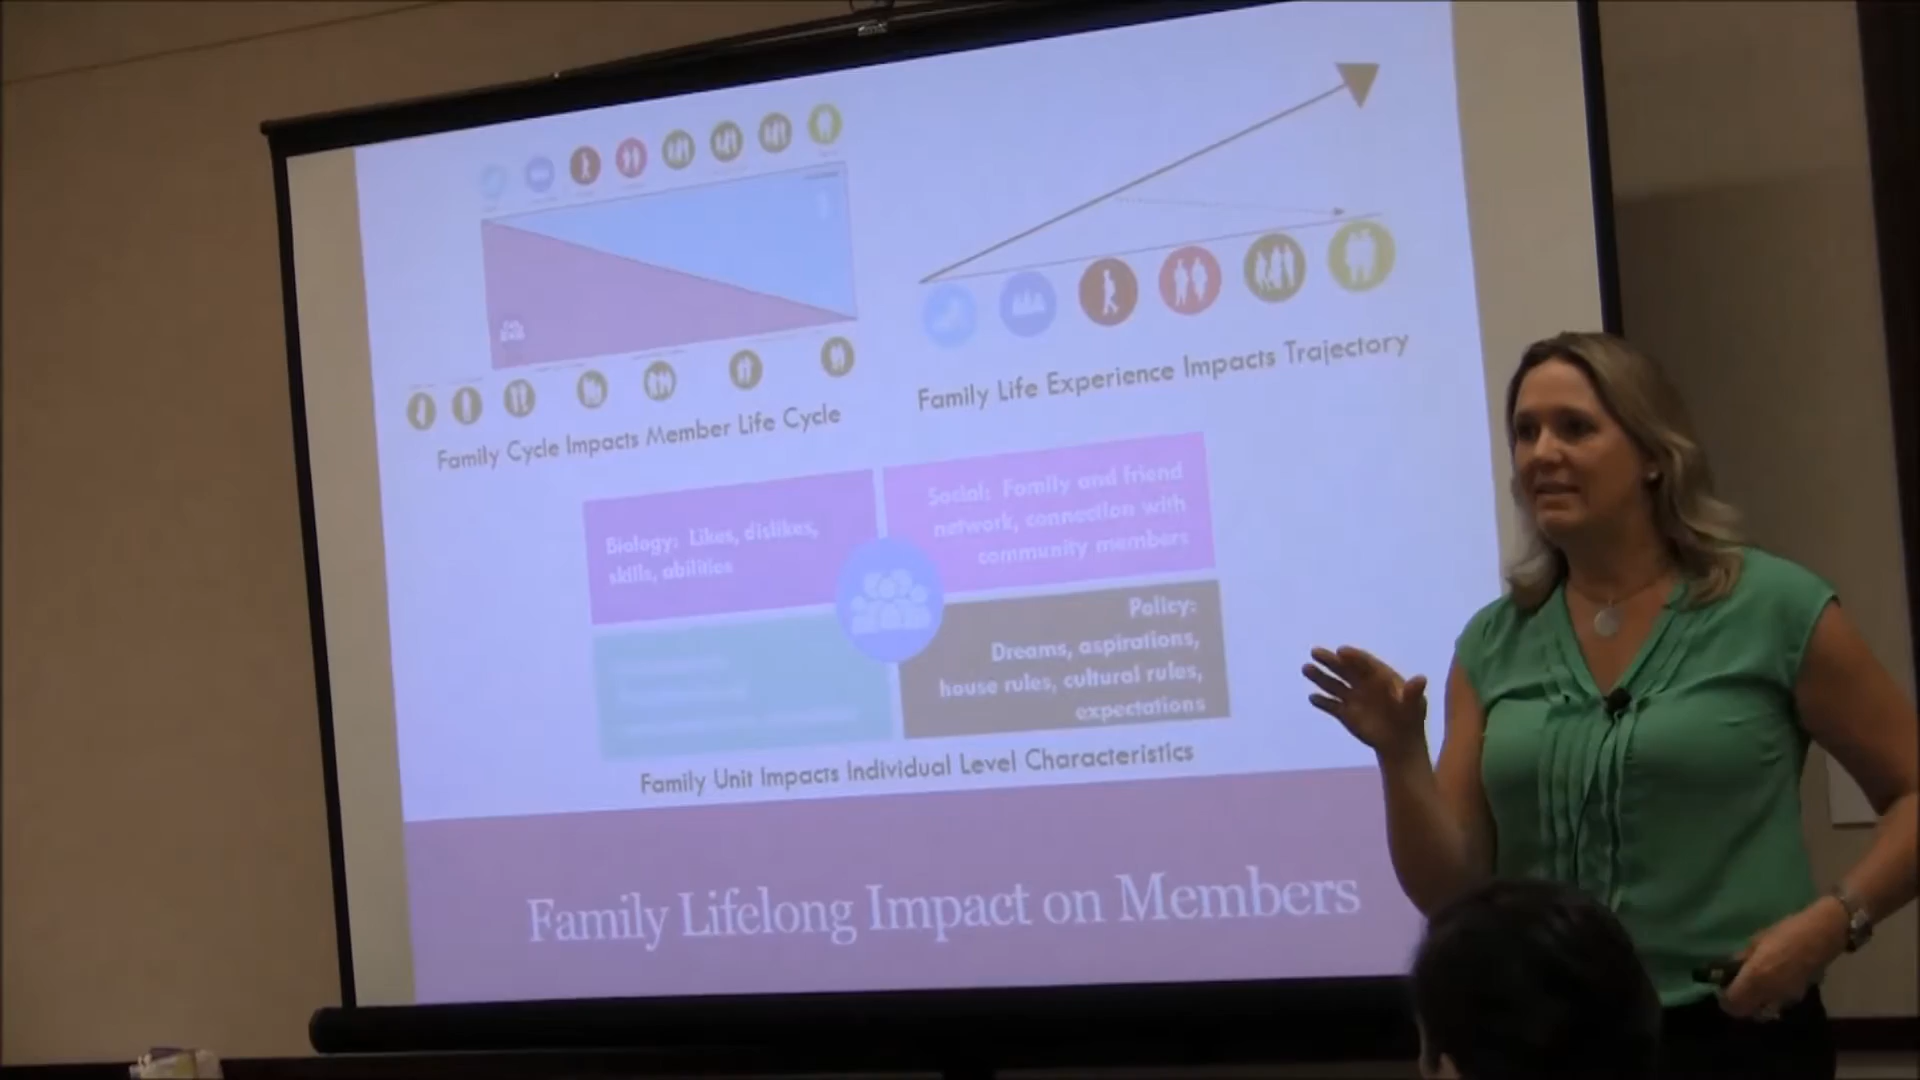 Family Cycle Impacts Member Life Cycle
Family Life Experience Impacts Trajectory
Biology: Likes, dislikes,
skills, abilities
Social: Family and friend
network, connection with
community members
Policy:
Dreams, aspirations,
house rules, cultural rules,
expectations
Family Unit Impacts Individual Level Characteristics
Family Lifelong Impact on Members